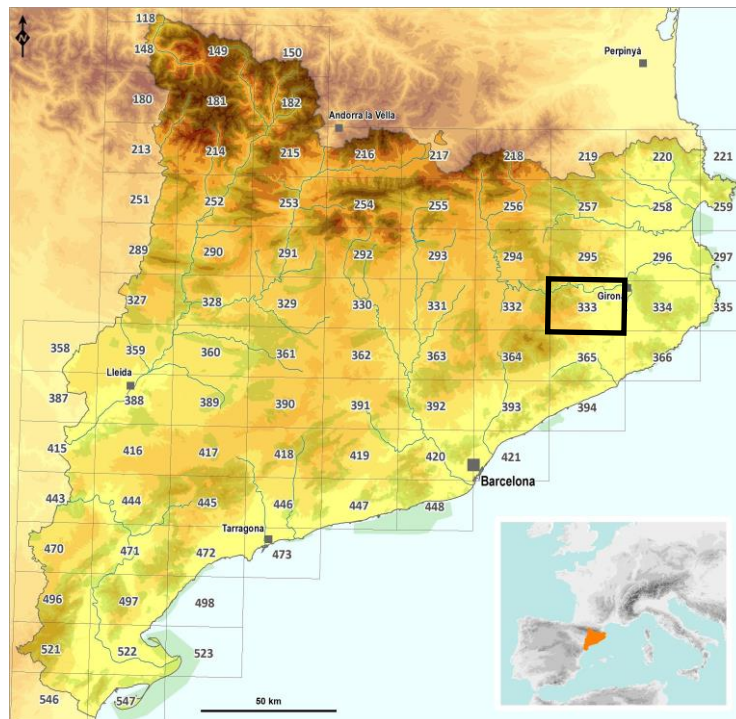 118
N
148 149 150
Perpinyà
180 181 182
Andorra la Vella
213 214 215 216 217 218 219 220 221
251 252 253 254 255 256 257 258 259
289 290 291 292 293 294 295 296 297
Girona
327 328 329 330 331 332 333 334 335
358 359 360 361 362 363 364 365 366
Lleida
387 388 389 390 391 392 393 394
415 416 417 418 419 420 421
Barcelona
443 444 445 446 447 448
Tarragona
470 471 472 473
496 497 498
521 522 523
546 547
50 km